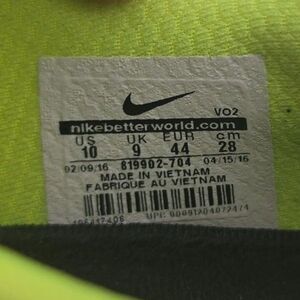 VO2
nikebetterworld.com
US UK EUR cm
10 9 44 28
02/09/16 819902-704 04/15/16
MADE IN VIETNAM
FABRIQUE AU VIETNAM